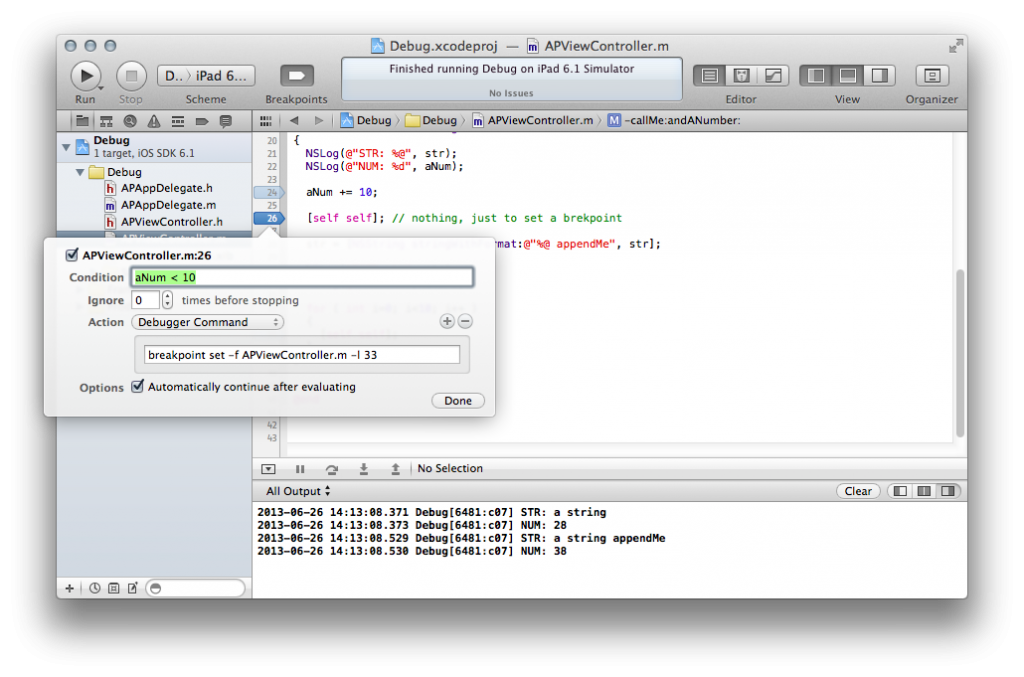 Debug.xcodeproj — APViewController.m
D.. › iPad 6...
Finished running Debug on iPad 6.1 Simulator
No Issues
Run Stop Scheme Breakpoints Editor View Organizer
Debug › Debug › APViewController.m › M -callMe:andANumber:
Debug
1 target, iOS SDK 6.1
Debug
h APAppDelegate.h
m APAppDelegate.m
h APViewController.h
20 {
21 NSLog(@"STR: %@", str);
22 NSLog(@"NUM: %d", aNum);
23
24 aNum += 10;
25
26 [self self]; // nothing, just to set a brekpoint
rmat:@"%@ appendMe", str];
APViewController.m:26
Condition aNum < 10
Ignore 0 times before stopping
Action Debugger Command
breakpoint set -f APViewController.m -l 33
Options Automatically continue after evaluating
Done
42
43
No Selection
All Output Clear
2013-06-26 14:13:08.371 Debug[6481:c07] STR: a string
2013-06-26 14:13:08.373 Debug[6481:c07] NUM: 28
2013-06-26 14:13:08.529 Debug[6481:c07] STR: a string appendMe
2013-06-26 14:13:08.530 Debug[6481:c07] NUM: 38